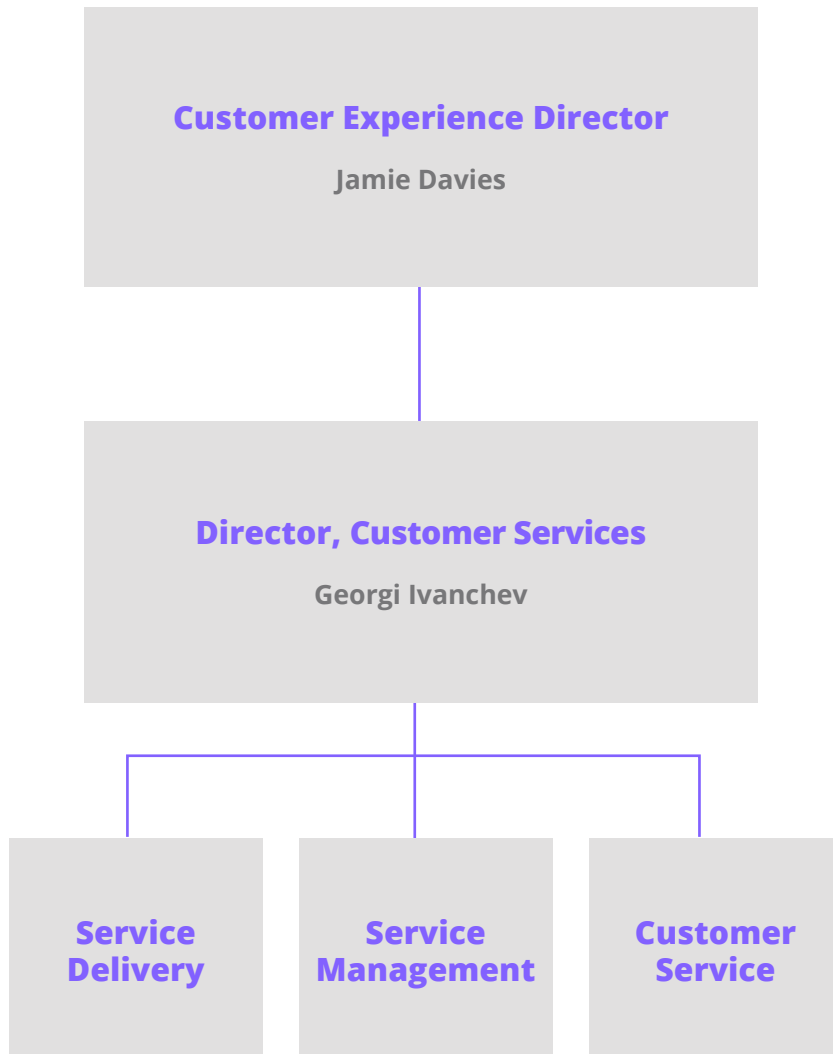 Customer Experience Director
Jamie Davies
Director, Customer Services
Georgi Ivanchev
Service
Delivery
Service
Management
Customer
Service